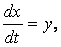 dx/dt = y,